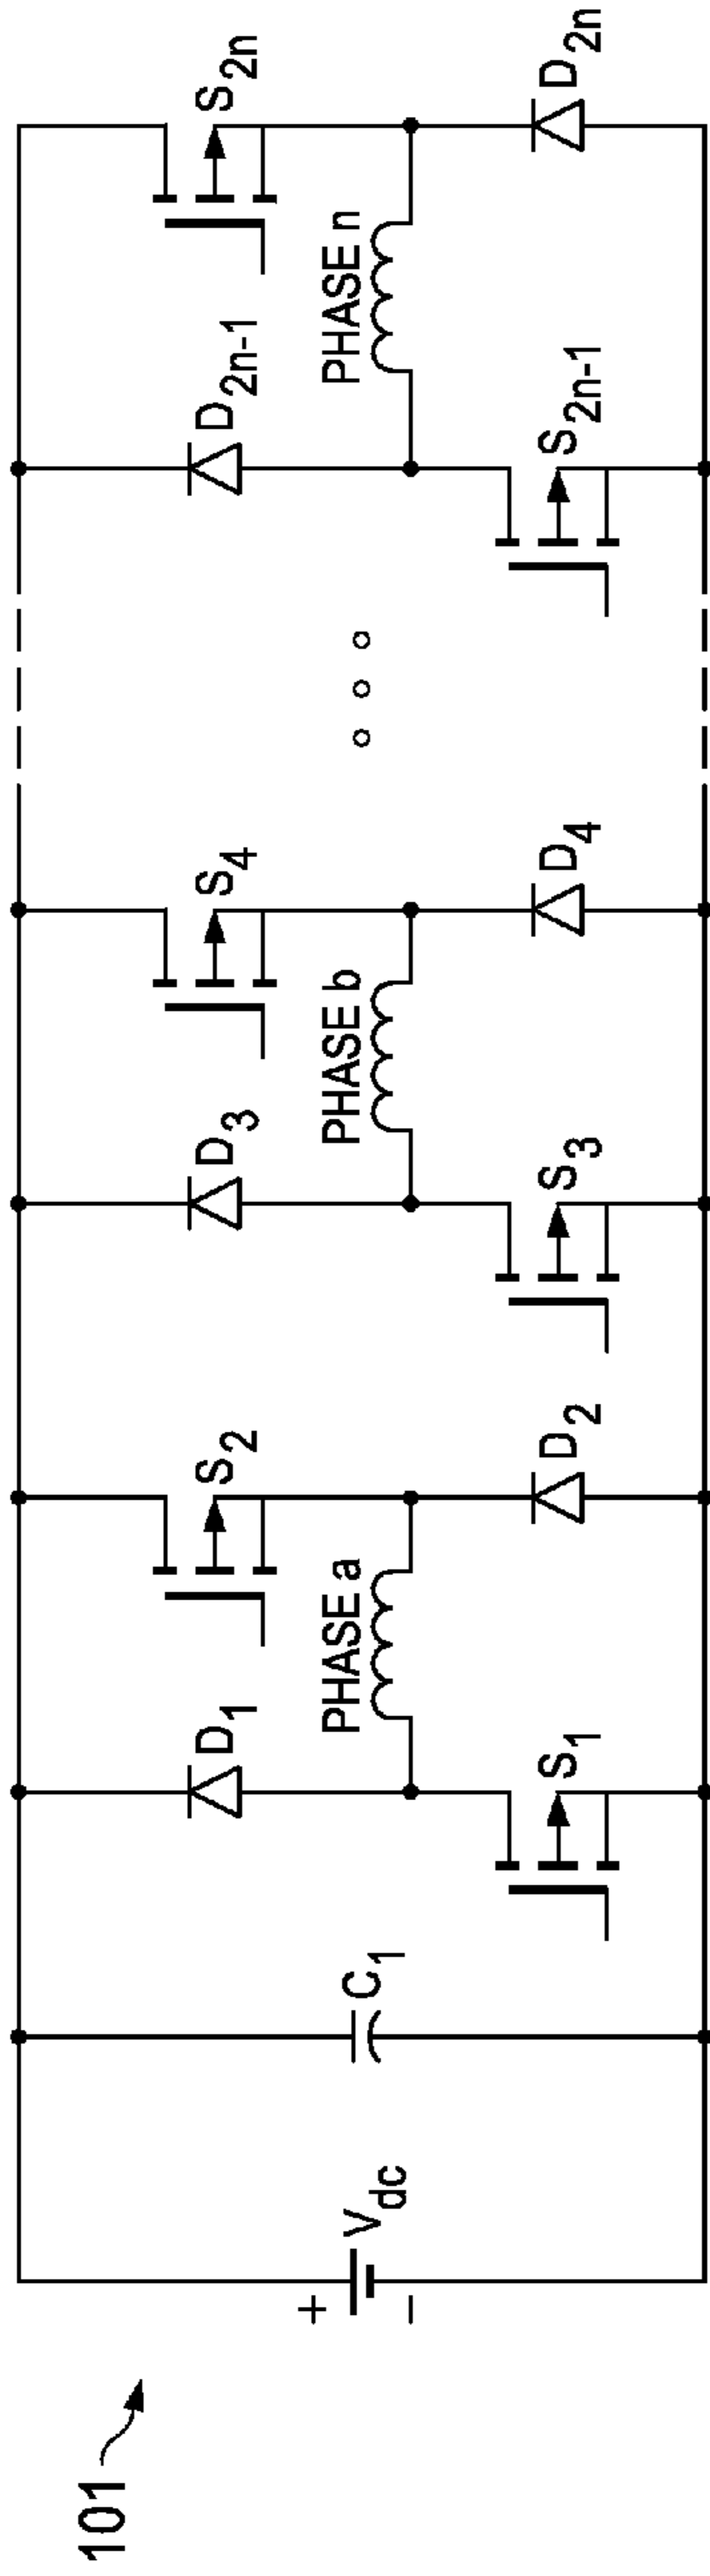 101
+
V_dc
–
C_1
D_1
S_1
PHASE a
S_2
D_2
D_3
S_3
PHASE b
S_4
D_4
D_2n-1
S_2n-1
PHASE n
S_2n
D_2n